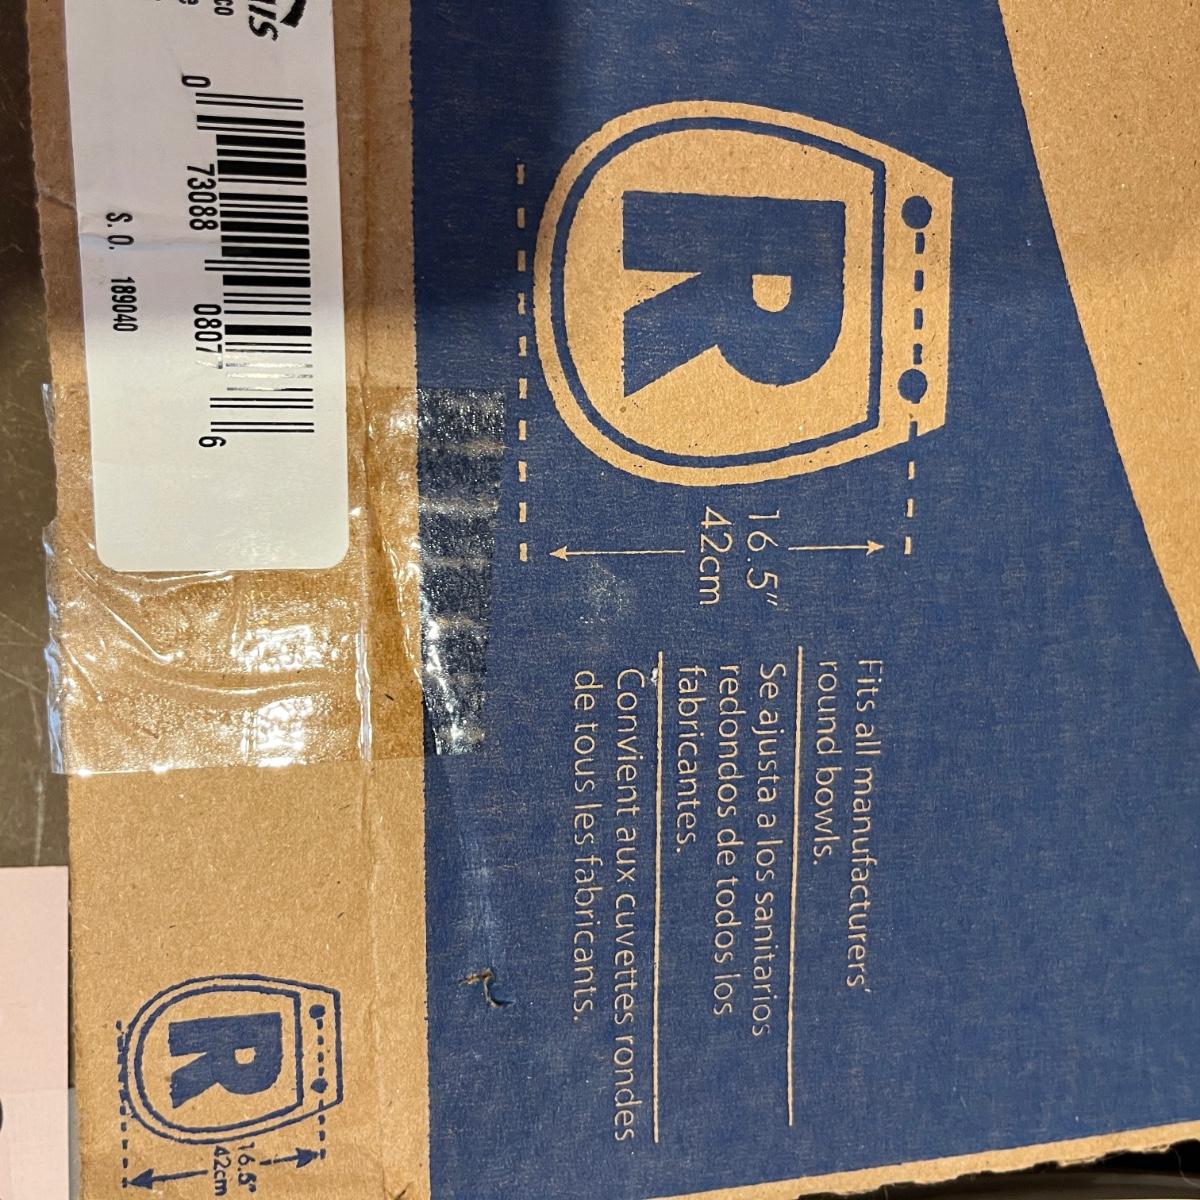 R
16.5"
42cm
Fits all manufacturers'
round bowls.
Se ajusta a los sanitarios
redondos de todos los
fabricantes.
Convient aux cuvettes rondes
de tous les fabricants.
0 73088 0807 6
S.O. 189040
R
16.5"
42cm